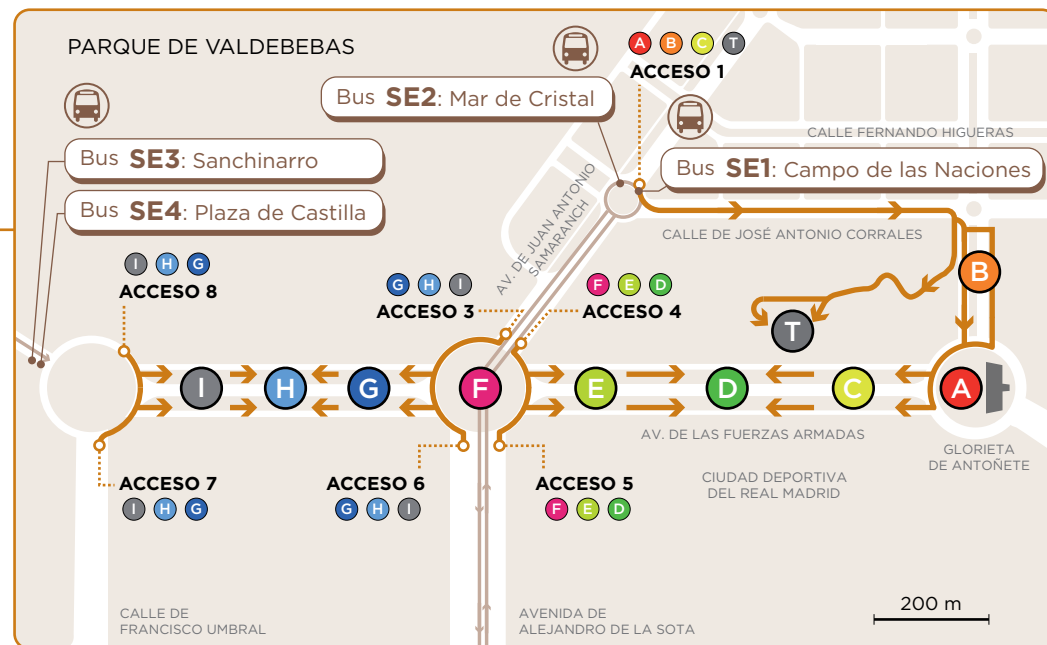 PARQUE DE VALDEBEBAS
A B C T
ACCESO 1
Bus SE2: Mar de Cristal
CALLE FERNANDO HIGUERAS
Bus SE3: Sanchinarro
Bus SE1: Campo de las Naciones
Bus SE4: Plaza de Castilla
AV. DE JUAN ANTONIO
SAMARANCH
CALLE DE JOSÉ ANTONIO CORRALES
I H G
ACCESO 8
B
G H I
ACCESO 3
F E D
ACCESO 4
T
I
H
G
F
E
D
C
A
AV. DE LAS FUERZAS ARMADAS
GLORIETA
DE ANTOÑETE
CIUDAD DEPORTIVA
DEL REAL MADRID
ACCESO 7
I H G
ACCESO 6
G H I
ACCESO 5
F E D
200 m
CALLE DE
FRANCISCO UMBRAL
AVENIDA DE
ALEJANDRO DE LA SOTA